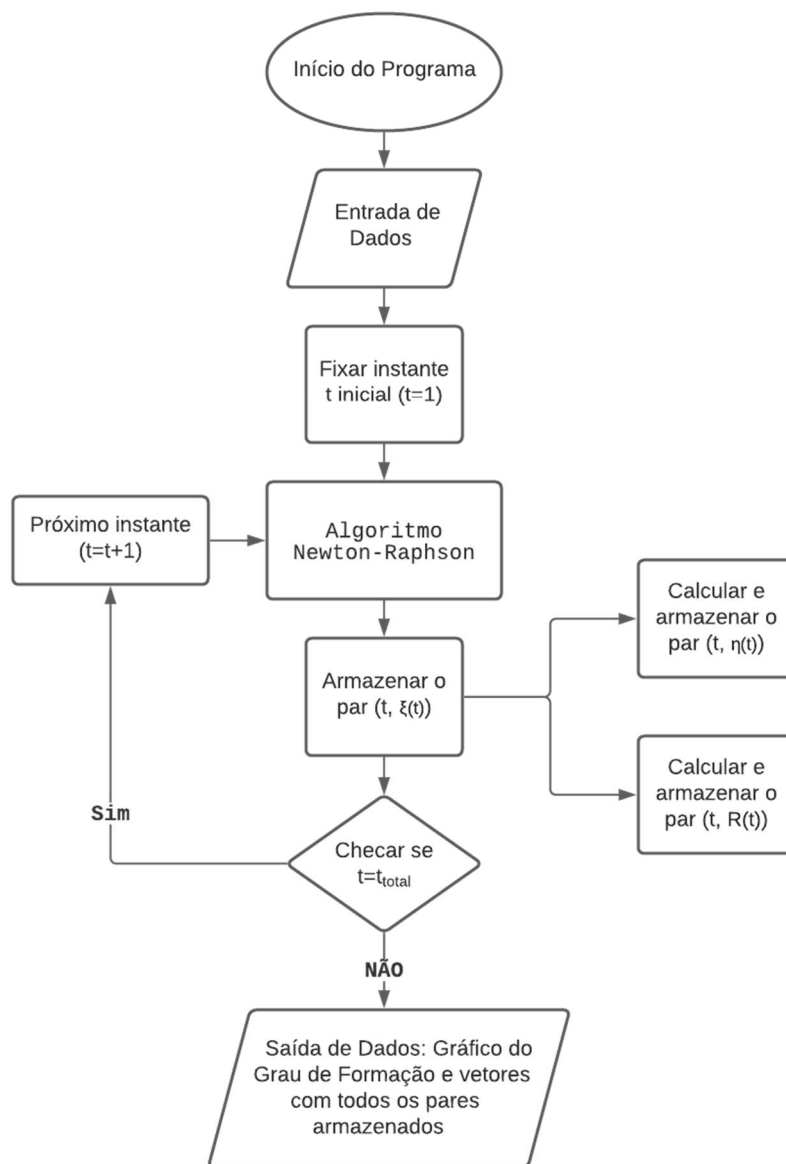 Início do Programa
Entrada de
Dados
Fixar instante
t inicial (t=1)
Próximo instante
(t=t+1)
Algoritmo
Newton-Raphson
Armazenar o
par (t, ξ(t))
Calcular e
armazenar o
par (t, η(t))
Calcular e
armazenar o
par (t, R(t))
Sim
Checar se
t=t_total
NÃO
Saída de Dados: Gráfico do
Grau de Formação e vetores
com todos os pares
armazenados